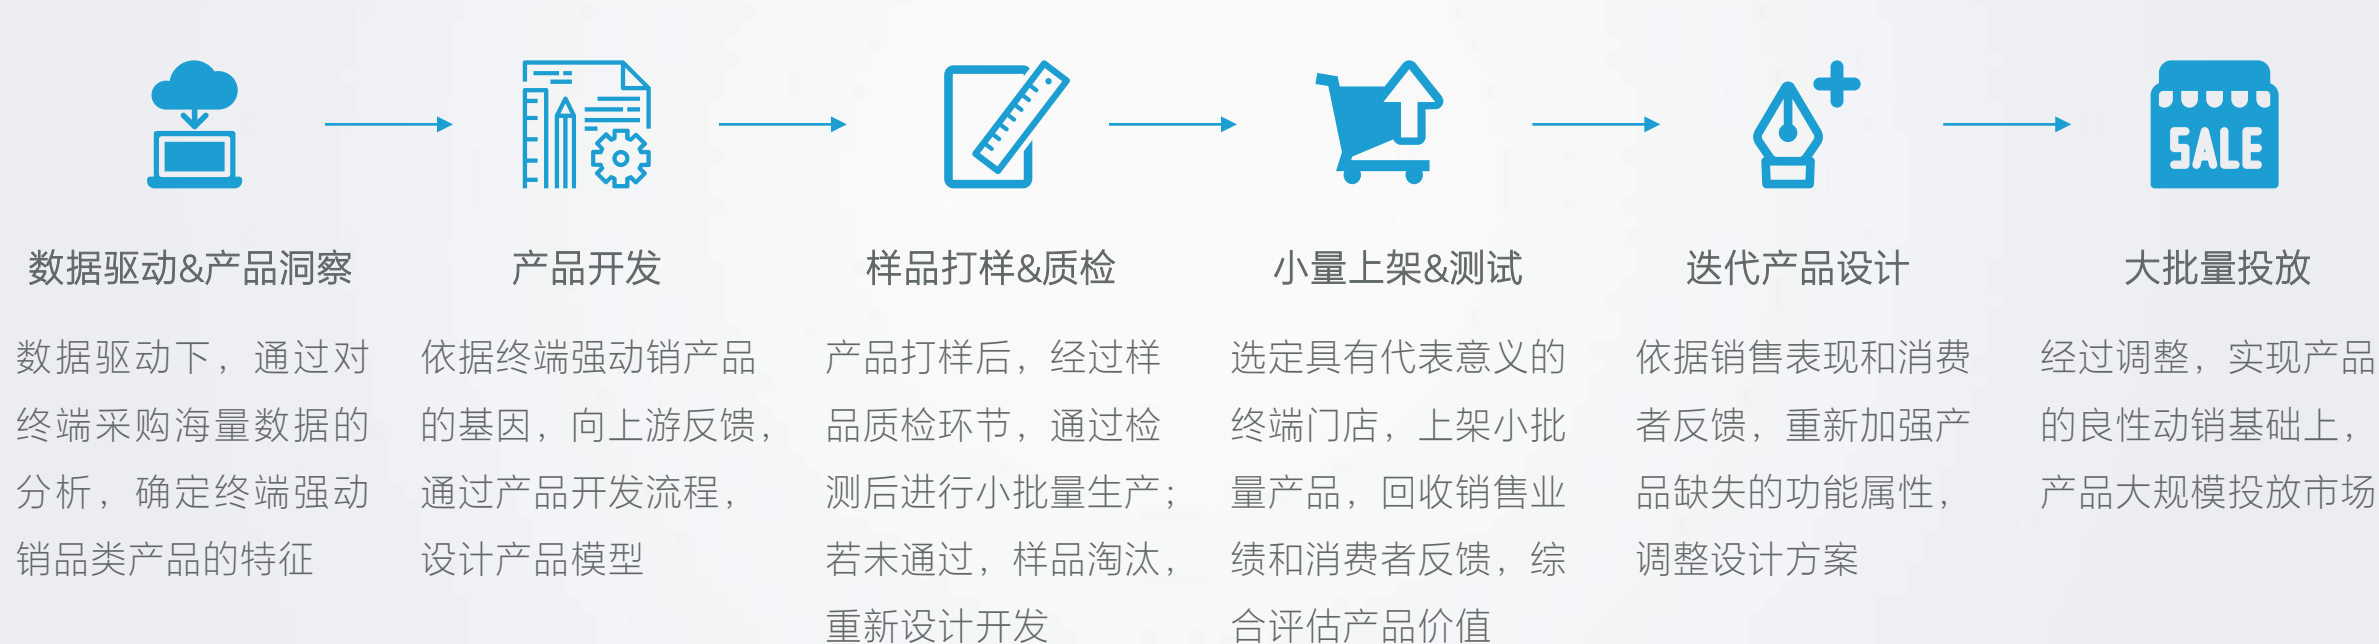 SALE
数据驱动&产品洞察
数据驱动下，通过对
终端采购海量数据的
分析，确定终端强动
销品类产品的特征
产品开发
依据终端强动销产品
的基因，向上游反馈，
通过产品开发流程，
设计产品模型
样品打样&质检
产品打样后，经过样
品质检环节，通过检
测后进行小批量生产；
若未通过，样品淘汰，
重新设计开发
小量上架&测试
选定具有代表意义的
终端门店，上架小批
量产品，回收销售业
绩和消费者反馈，综
合评估产品价值
迭代产品设计
依据销售表现和消费
者反馈，重新加强产
品缺失的功能属性，
调整设计方案
大批量投放
经过调整，实现产品
的良性动销基础上，
产品大规模投放市场